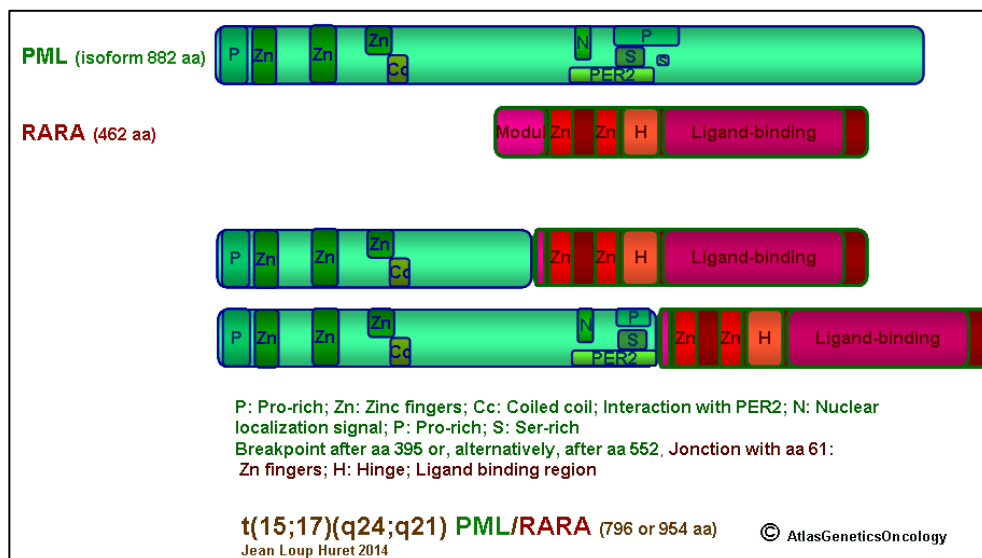 PML (isoform 882 aa)
P Zn Zn Zn Cc N P S S PER2
RARA (462 aa)
Modul Zn Zn H Ligand-binding
P Zn Zn Zn Cc Zn Zn H Ligand-binding
P Zn Zn Zn Cc N P S PER2 Zn Zn H Ligand-binding
P: Pro-rich; Zn: Zinc fingers; Cc: Coiled coil; Interaction with PER2; N: Nuclear
localization signal; P: Pro-rich; S: Ser-rich
Breakpoint after aa 395 or, alternatively, after aa 552, Jonction with aa 61:
Zn fingers; H: Hinge; Ligand binding region
t(15;17)(q24;q21) PML/RARA (796 or 954 aa)
Jean Loup Huret 2014
© AtlasGeneticsOncology